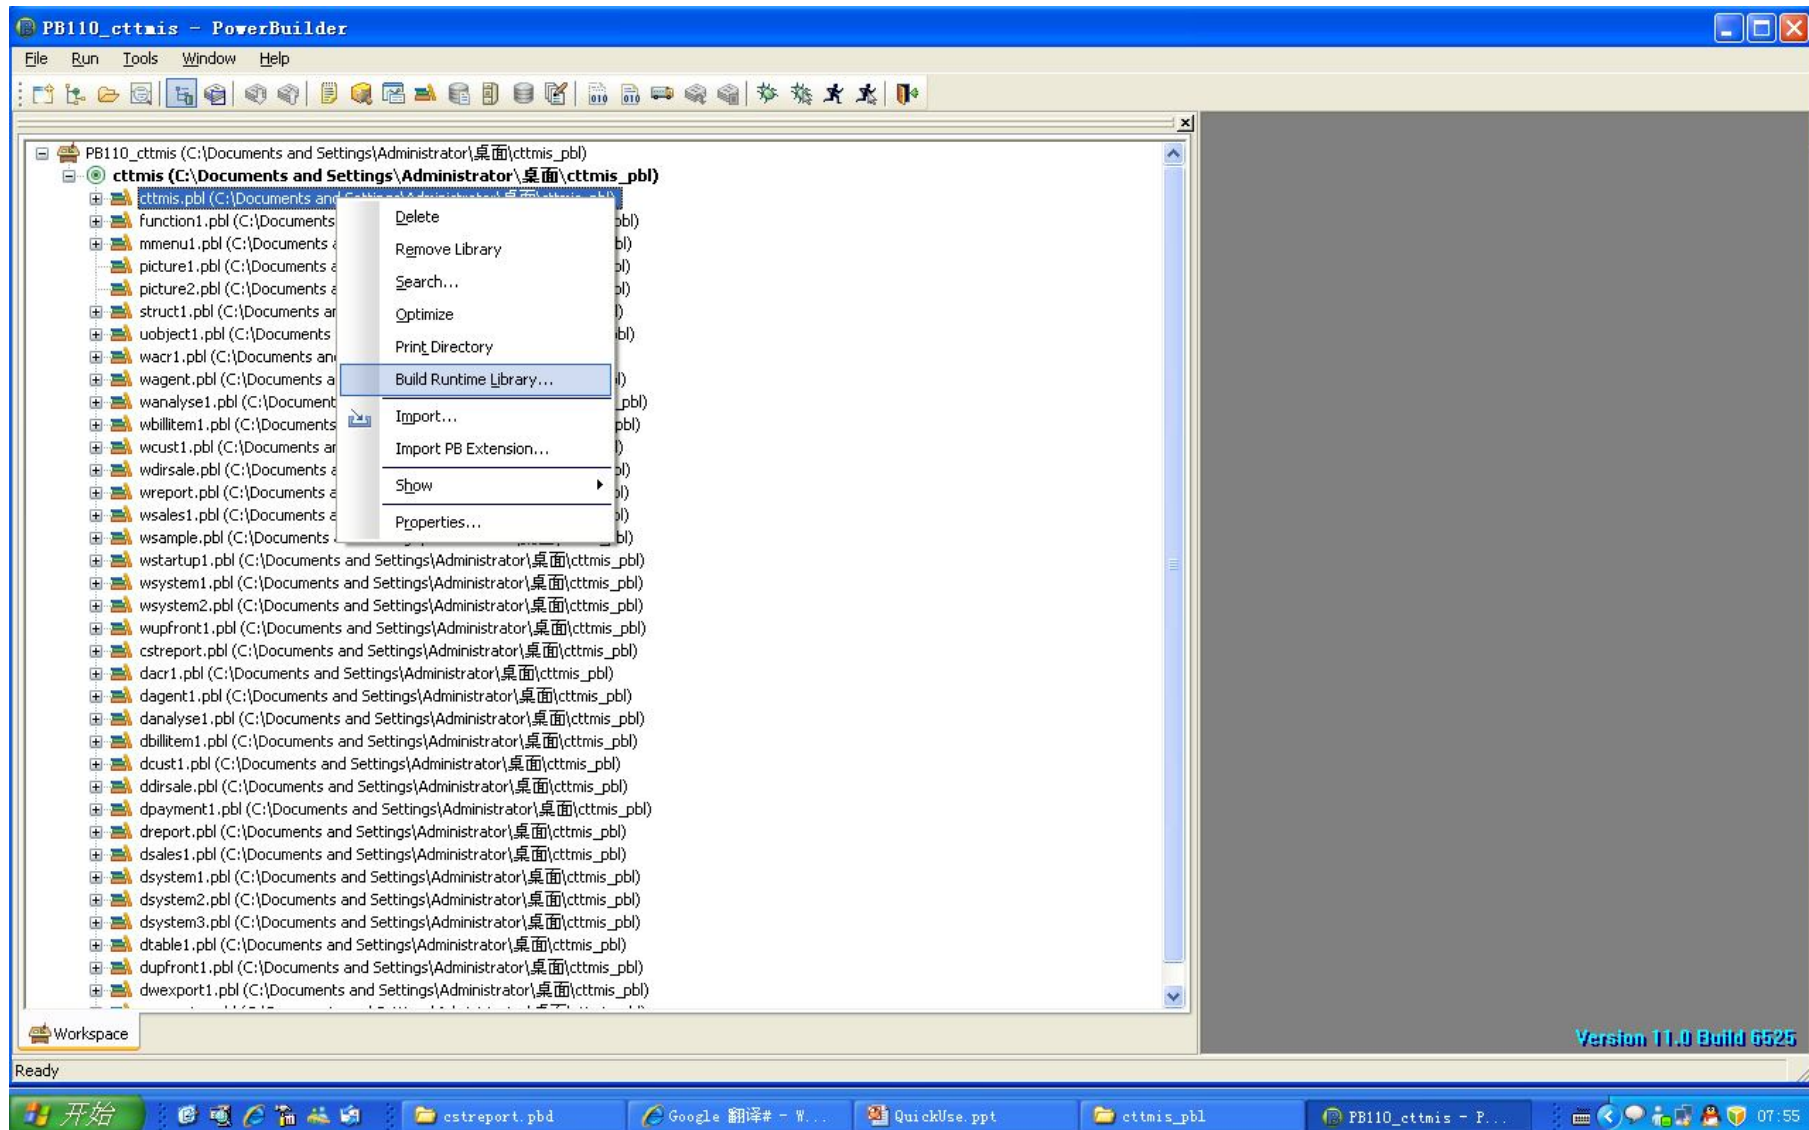 PB110_cttmis - PowerBuilder
File Run Tools Window Help
PB110_cttmis (C:\Documents and Settings\Administrator\桌面\cttmis_pbl)
cttmis (C:\Documents and Settings\Administrator\桌面\cttmis_pbl)
cttmis.pbl (C:\Documents and
function1.pbl (C:\Documents pbl)
mmenu1.pbl (C:\Documents bl)
picture1.pbl (C:\Documents bl)
picture2.pbl (C:\Documents bl)
struct1.pbl (C:\Documents l)
uobject1.pbl (C:\Documents bl)
wacr1.pbl (C:\Documents
wagent.pbl (C:\Documents l)
wanalyse1.pbl (C:\Document pbl)
wbillitem1.pbl (C:\Documents pbl)
wcust1.pbl (C:\Documents )
wdirsale.pbl (C:\Documents bl)
wreport.pbl (C:\Documents l)
wsales1.pbl (C:\Documents l)
wsample.pbl (C:\Documents bl)
Delete
Remove Library
Search...
Optimize
Print Directory
Build Runtime Library...
Import...
Import PB Extension...
Show
Properties...
wstartup1.pbl (C:\Documents and Settings\Administrator\桌面\cttmis_pbl)
wsystem1.pbl (C:\Documents and Settings\Administrator\桌面\cttmis_pbl)
wsystem2.pbl (C:\Documents and Settings\Administrator\桌面\cttmis_pbl)
wupfront1.pbl (C:\Documents and Settings\Administrator\桌面\cttmis_pbl)
cstreport.pbl (C:\Documents and Settings\Administrator\桌面\cttmis_pbl)
dacr1.pbl (C:\Documents and Settings\Administrator\桌面\cttmis_pbl)
dagent1.pbl (C:\Documents and Settings\Administrator\桌面\cttmis_pbl)
danalyse1.pbl (C:\Documents and Settings\Administrator\桌面\cttmis_pbl)
dbillitem1.pbl (C:\Documents and Settings\Administrator\桌面\cttmis_pbl)
dcust1.pbl (C:\Documents and Settings\Administrator\桌面\cttmis_pbl)
ddirsale.pbl (C:\Documents and Settings\Administrator\桌面\cttmis_pbl)
dpayment1.pbl (C:\Documents and Settings\Administrator\桌面\cttmis_pbl)
dreport.pbl (C:\Documents and Settings\Administrator\桌面\cttmis_pbl)
dsales1.pbl (C:\Documents and Settings\Administrator\桌面\cttmis_pbl)
dsystem1.pbl (C:\Documents and Settings\Administrator\桌面\cttmis_pbl)
dsystem2.pbl (C:\Documents and Settings\Administrator\桌面\cttmis_pbl)
dsystem3.pbl (C:\Documents and Settings\Administrator\桌面\cttmis_pbl)
dtable1.pbl (C:\Documents and Settings\Administrator\桌面\cttmis_pbl)
dupfront1.pbl (C:\Documents and Settings\Administrator\桌面\cttmis_pbl)
dwexport1.pbl (C:\Documents and Settings\Administrator\桌面\cttmis_pbl)
Workspace
Version 11.0 Build 6525
Ready
开始 cstreport.pbd Google 翻译# - W... QuickUse.ppt cttmis_pbl PB110_cttmis - P... 07:55